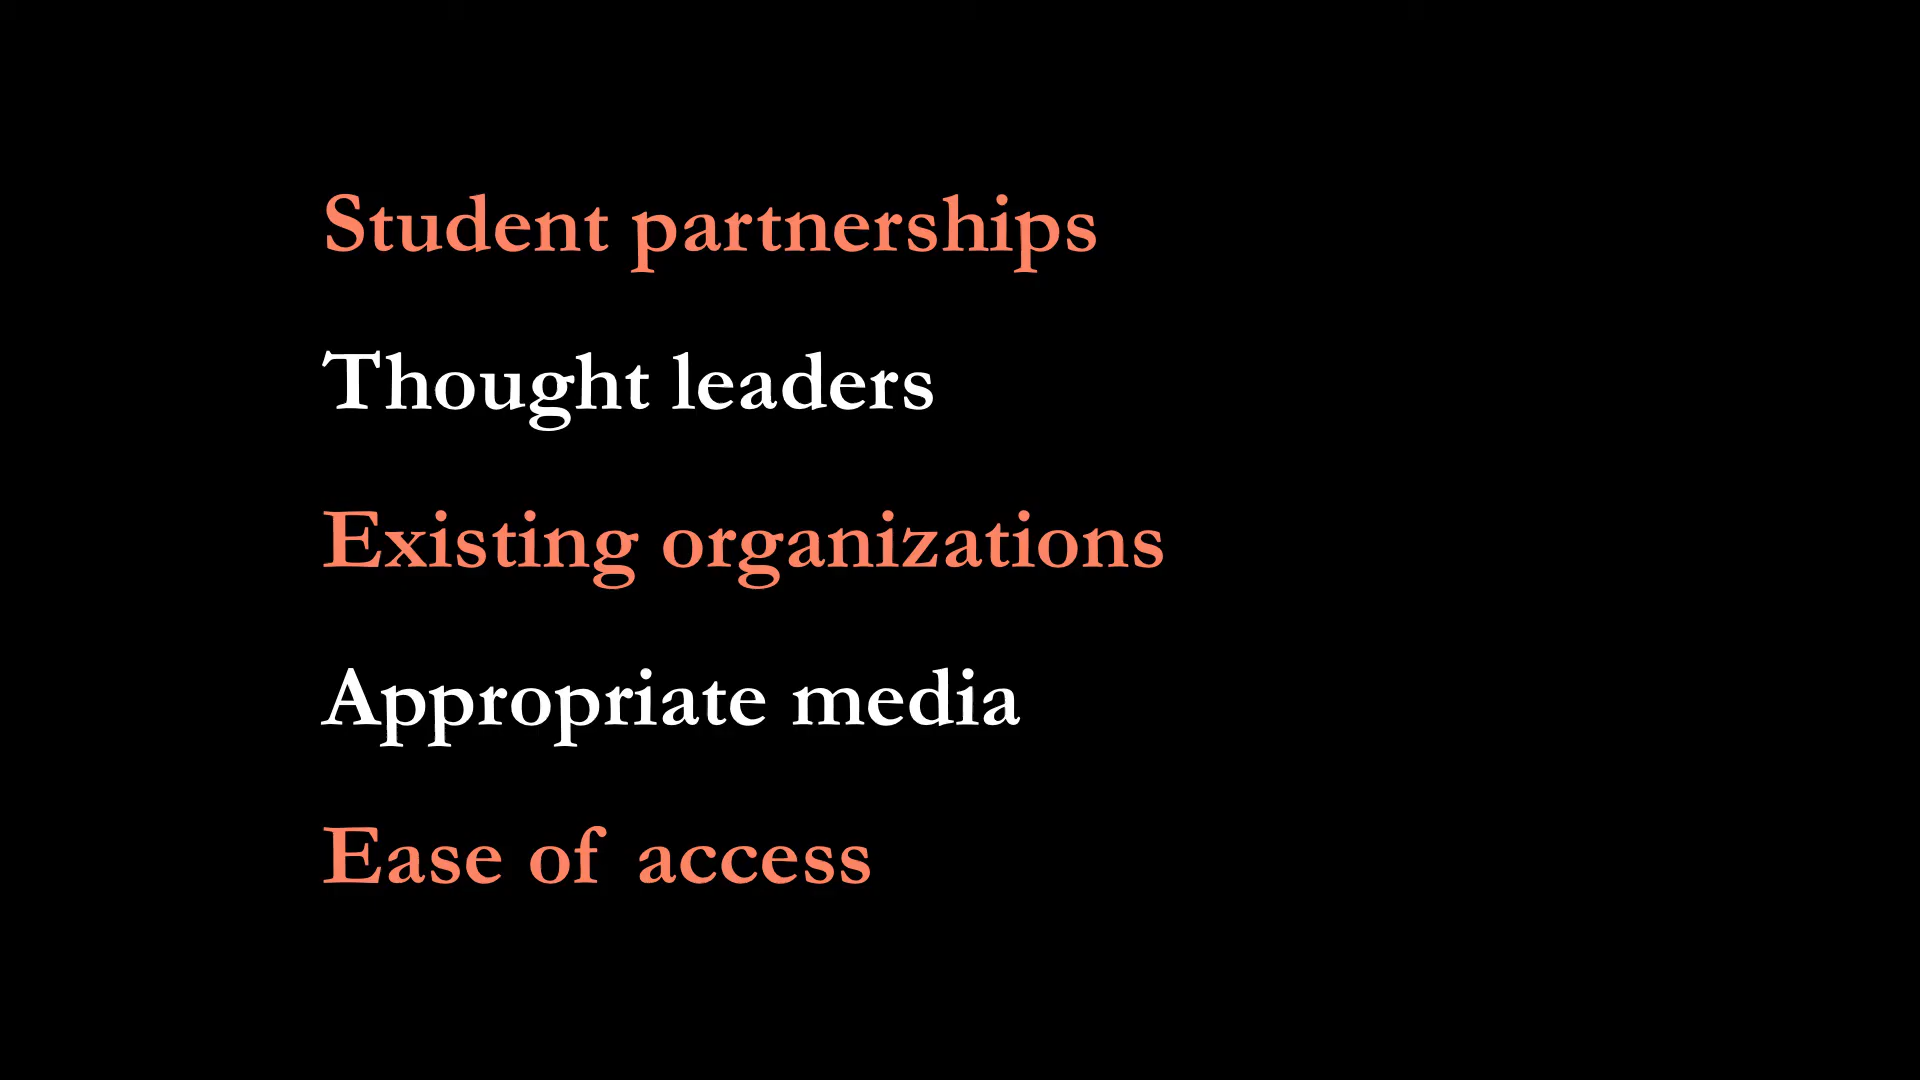 Student partnerships
Thought leaders
Existing organizations
Appropriate media
Ease of access